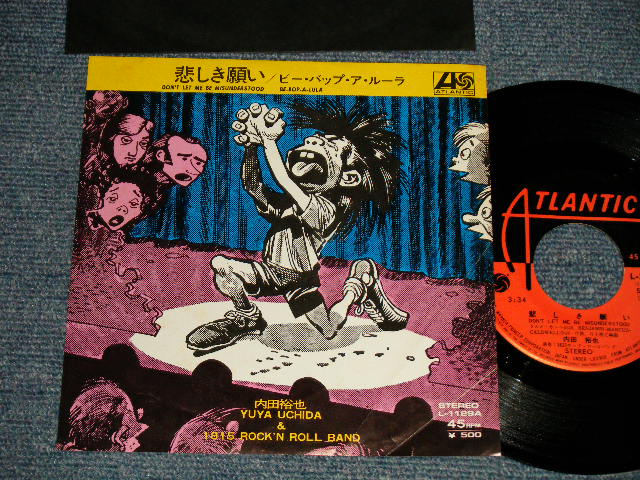 悲しき願い/ビー・バップ・ア・ルーラ
DON'T LET ME BE MISUNDERSTOOD BE-BOP-A-LULA
ATLANTIC
内田裕也
YUYA UCHIDA
&
1815 ROCK'N ROLL BAND
STEREO
L-1129A
45RPM
¥500
ATLANTIC
45
L-
3:34
悲しき願い
DON'T LET ME BE MISUNDERSTOOD
内田 裕也
STEREO